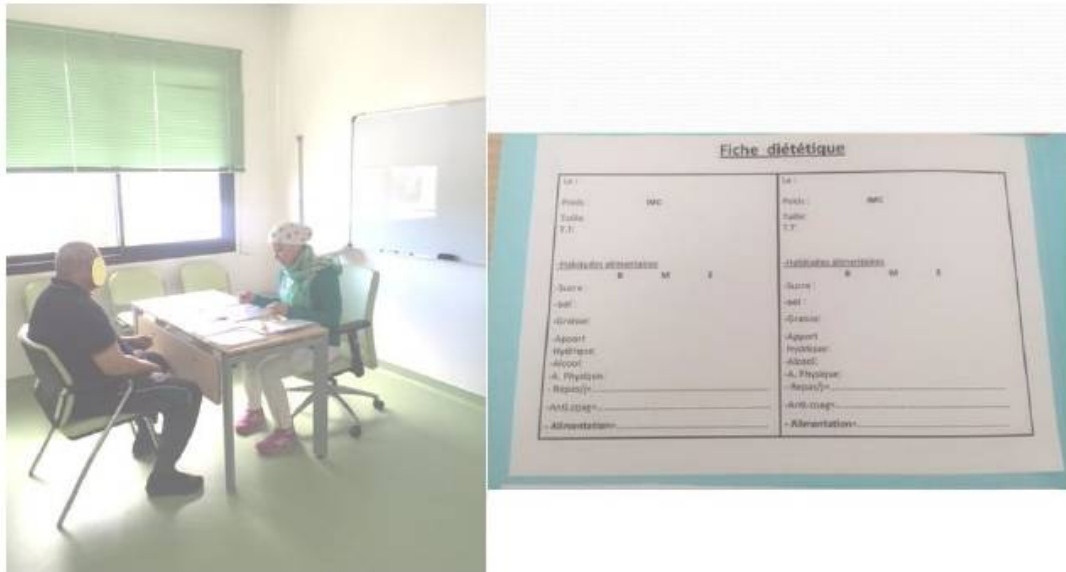 Fiche diététique
Le :
Poids : IMC
Taille:
T.T:
-Habitudes alimentaires
B M E
-Sucre :
-sel :
-Graisse:
-Apport
Hydrique:
-Alcool:
-A. Physique:
- Repas/j=
-Anti coag=
- Alimentation=
Le :
Poids : IMC
Taille:
T.T:
-Habitudes alimentaires
B M E
-Sucre :
-sel :
-Graisse:
-Apport
Hydrique:
-Alcool:
-A. Physique:
- Repas/j=
-Anti coag=
- Alimentation=